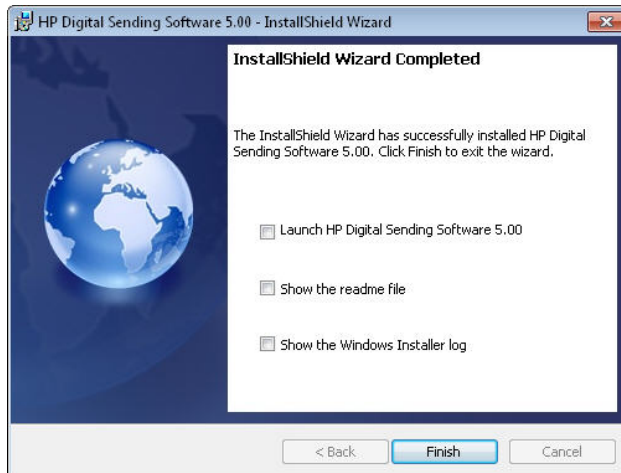 HP Digital Sending Software 5.00 - InstallShield Wizard
InstallShield Wizard Completed
The InstallShield Wizard has successfully installed HP Digital
Sending Software 5.00. Click Finish to exit the wizard.
Launch HP Digital Sending Software 5.00
Show the readme file
Show the Windows Installer log
< Back
Finish
Cancel